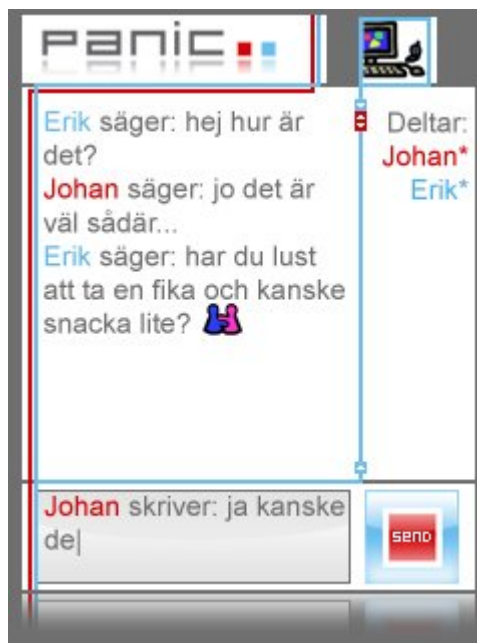 Panic..
Erik säger: hej hur är
det?
Johan säger: jo det är
väl sådär...
Erik säger: har du lust
att ta en fika och kanske
snacka lite?
Deltar:
Johan*
Erik*
Johan skriver: ja kanske
de|
send